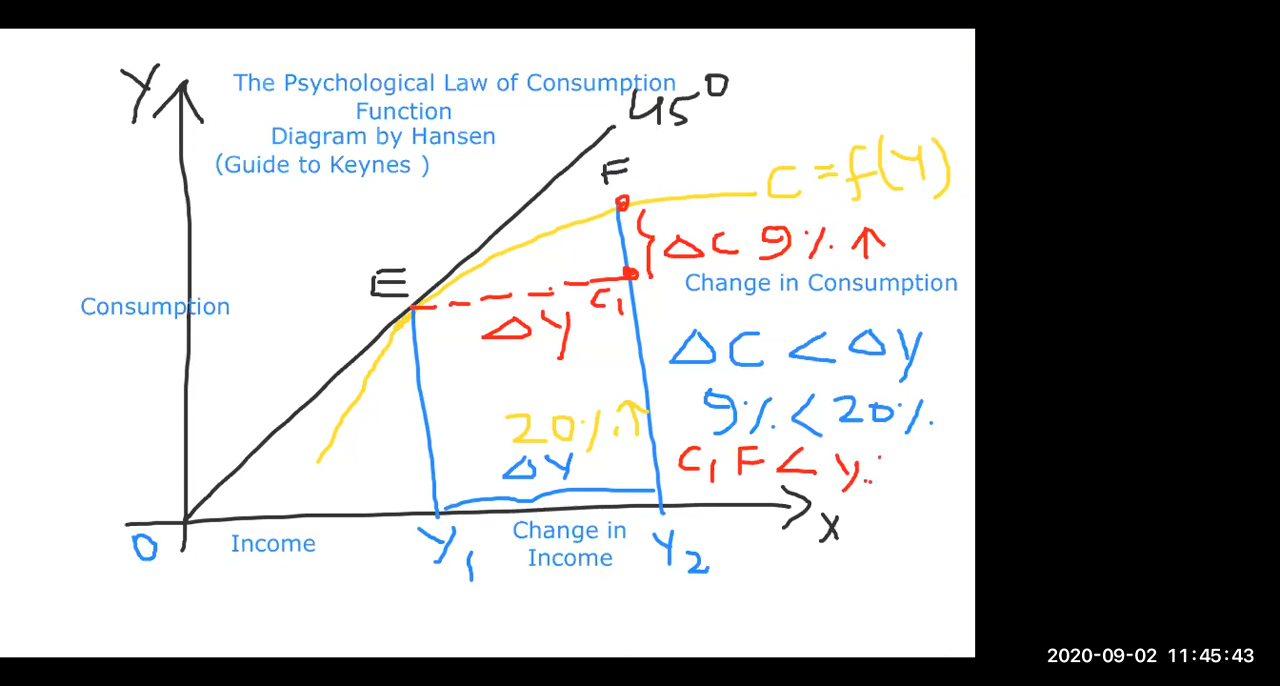 The Psychological Law of Consumption
Function
Diagram by Hansen
(Guide to Keynes )
Y
45°
F
C = f(Y)
ΔC 9% ↑
E
Change in Consumption
Consumption
C1
ΔY
ΔC < ΔY
20% ↑
9% < 20%.
ΔY
C1 F < Y
X
O
Income
Y1
Change in
Income
Y2
2020-09-02 11:45:43